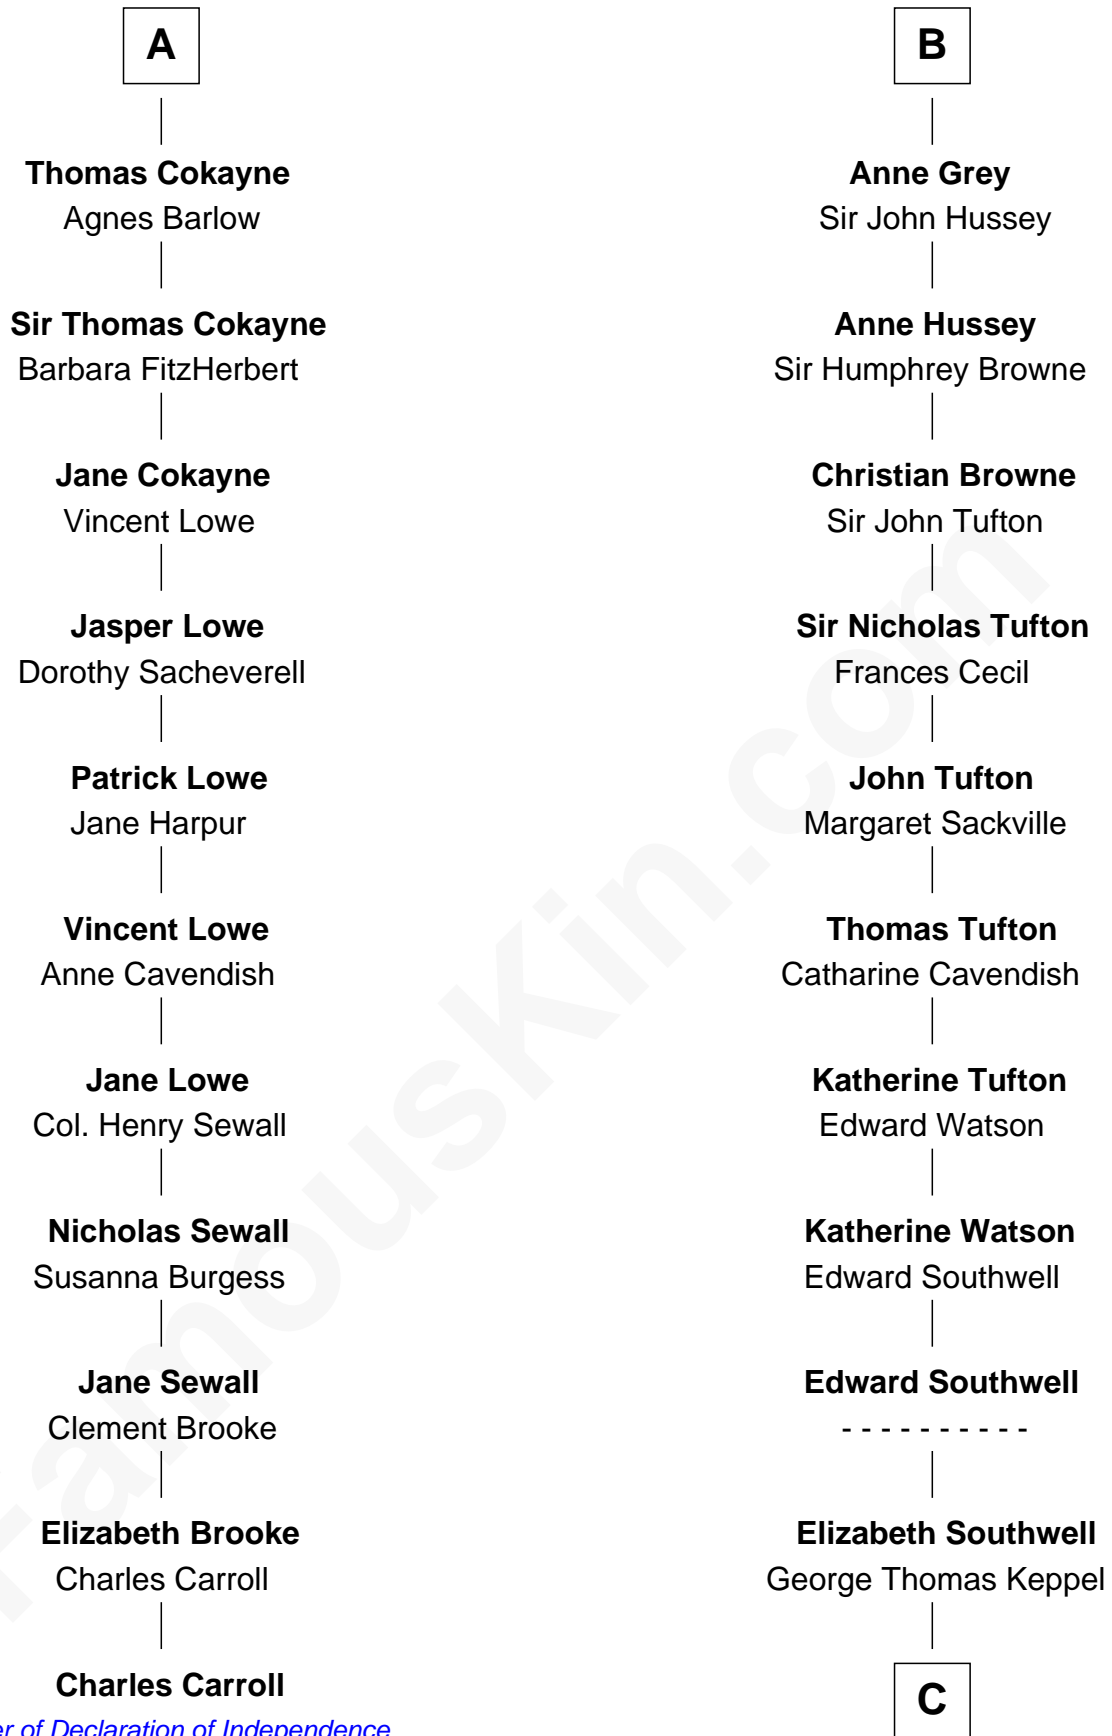 A
Thomas Cokayne
Agnes Barlow
Sir Thomas Cokayne
Barbara FitzHerbert
Jane Cokayne
Vincent Lowe
Jasper Lowe
Dorothy Sacheverell
Patrick Lowe
Jane Harpur
Vincent Lowe
Anne Cavendish
Jane Lowe
Col. Henry Sewall
Nicholas Sewall
Susanna Burgess
Jane Sewall
Clement Brooke
Elizabeth Brooke
Charles Carroll
Charles Carroll
of Declaration of Independence
B
Anne Grey
Sir John Hussey
Anne Hussey
Sir Humphrey Browne
Christian Browne
Sir John Tufton
Sir Nicholas Tufton
Frances Cecil
John Tufton
Margaret Sackville
Thomas Tufton
Catharine Cavendish
Katherine Tufton
Edward Watson
Katherine Watson
Edward Southwell
Edward Southwell
- - - - - - - - - -
Elizabeth Southwell
George Thomas Keppel
C
FamousKin.com